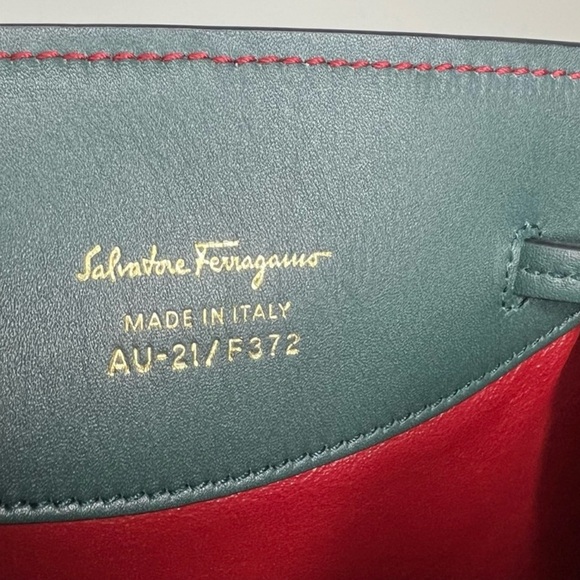 Salvatore Ferragamo
MADE IN ITALY
AU-21/F372